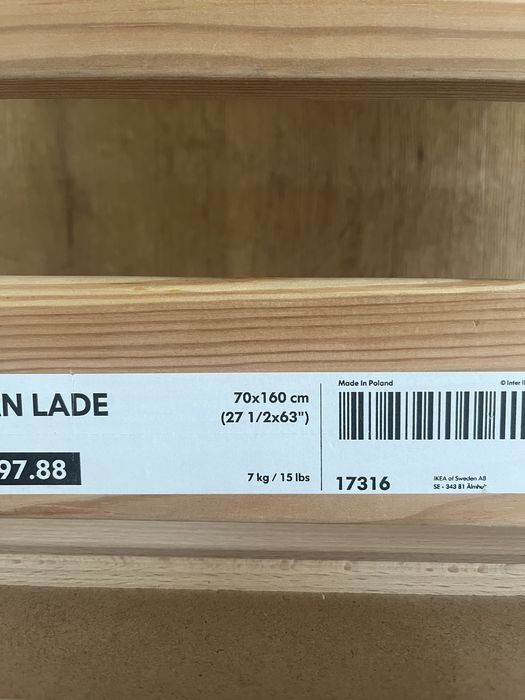 N LADE
97.88
70x160 cm
(27 1/2x63")
7 kg / 15 lbs
Made in Poland
© Inter
17316
IKEA of Sweden AB
SE - 343 81 Älmhult